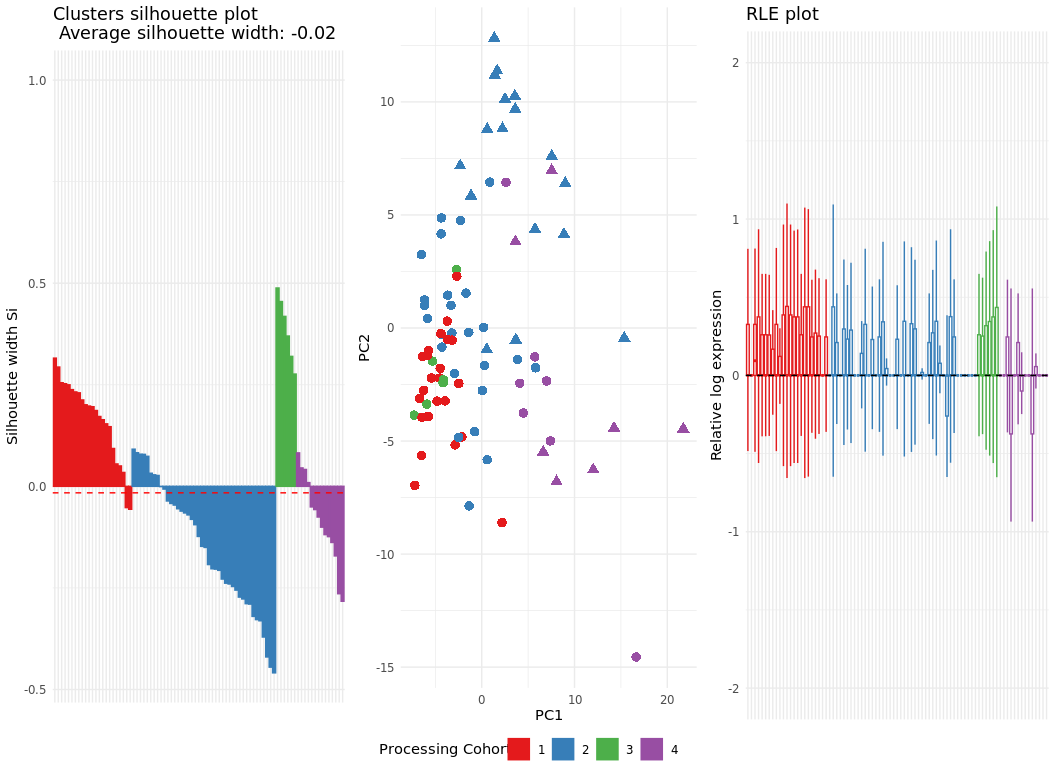 Clusters silhouette plot
Average silhouette width: -0.02
Silhouette width Si
1.0
0.5
0.0
-0.5
PC2
10
5
0
-5
-10
-15
0
10
20
PC1
RLE plot
Relative log expression
2
1
0
-1
-2
Processing Cohort
1
2
3
4